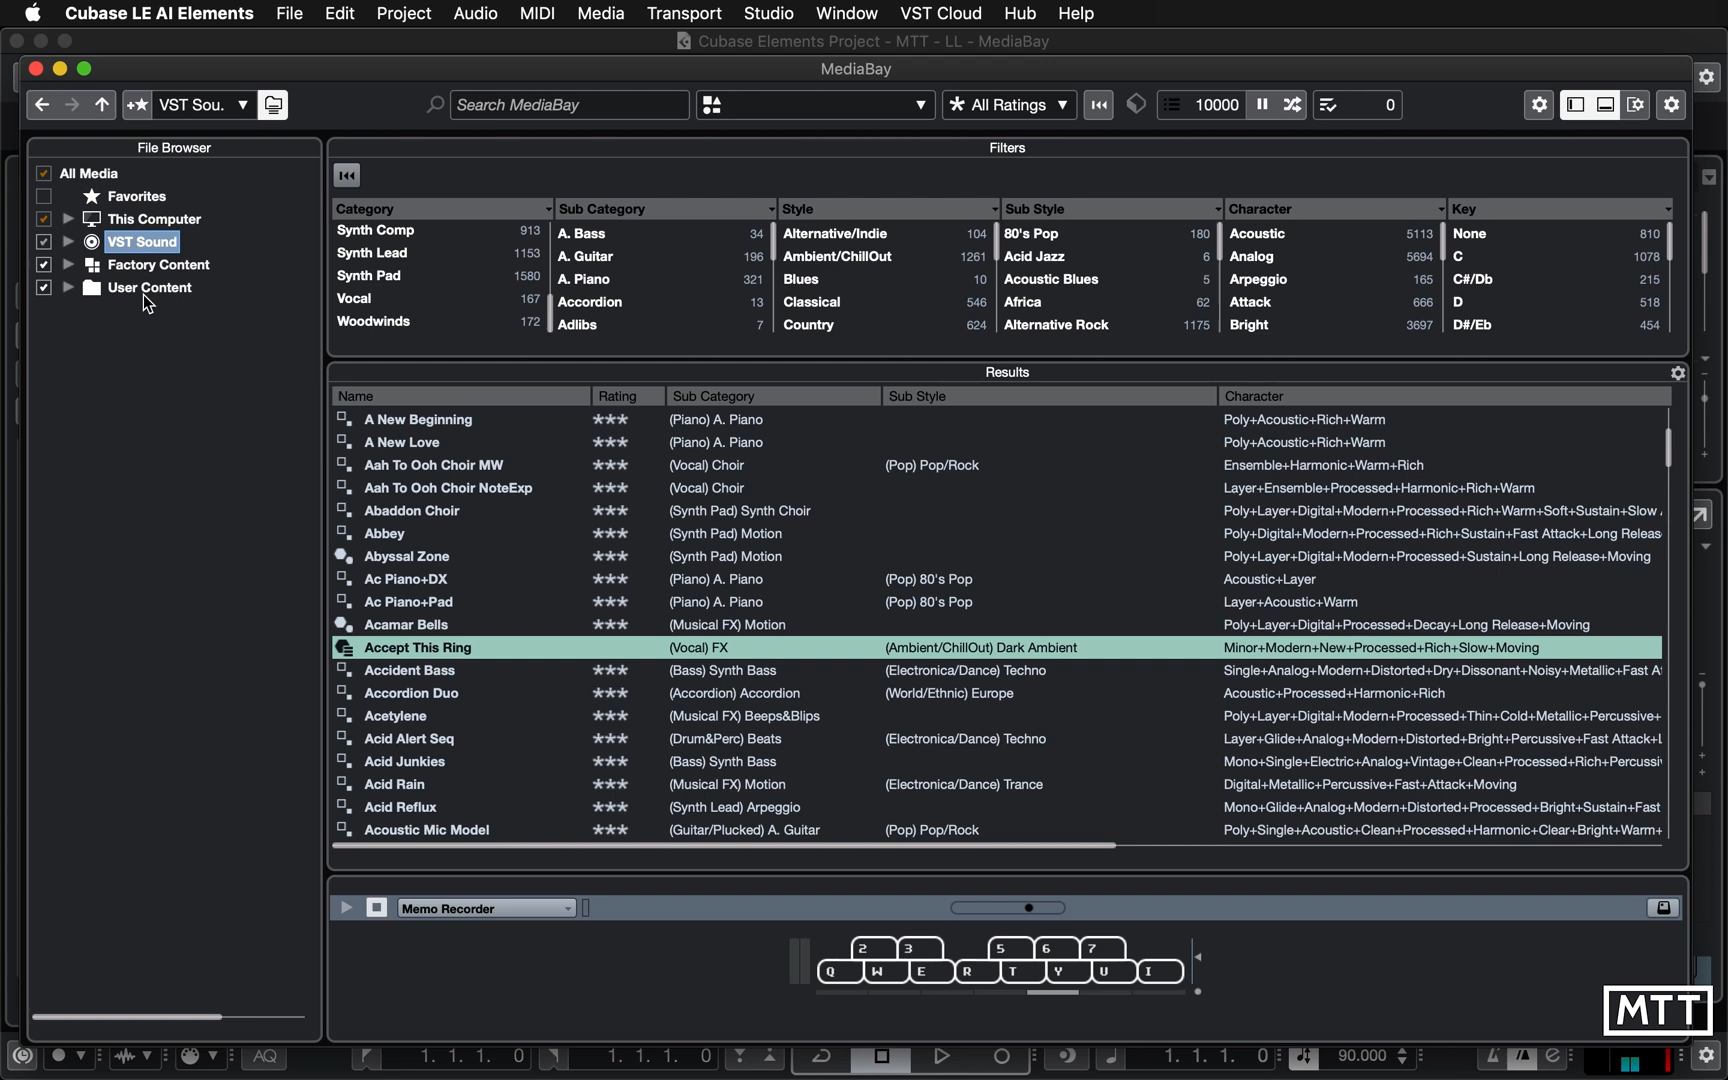 Cubase LE AI Elements File Edit Project Audio MIDI Media Transport Studio Window VST Cloud Hub Help
Cubase Elements Project - MTT - LL - MediaBay
MediaBay
VST Sou. Search MediaBay All Ratings 10000 0
File Browser
All Media
Favorites
This Computer
VST Sound
Factory Content
User Content
Filters
Category Sub Category Style Sub Style Character Key
Synth Comp 913 A. Bass 34 Alternative/Indie 104 80's Pop 180 Acoustic 5113 None 810
Synth Lead 1153 A. Guitar 196 Ambient/ChillOut 1261 Acid Jazz 6 Analog 5694 C 1078
Synth Pad 1580 A. Piano 321 Blues 10 Acoustic Blues 5 Arpeggio 165 C#/Db 215
Vocal 167 Accordion 13 Classical 546 Africa 62 Attack 666 D 518
Woodwinds 172 Adlibs 7 Country 624 Alternative Rock 1175 Bright 3697 D#/Eb 454
Results
Name Rating Sub Category Sub Style Character
A New Beginning *** (Piano) A. Piano Poly+Acoustic+Rich+Warm
A New Love *** (Piano) A. Piano Poly+Acoustic+Rich+Warm
Aah To Ooh Choir MW *** (Vocal) Choir (Pop) Pop/Rock Ensemble+Harmonic+Warm+Rich
Aah To Ooh Choir NoteExp *** (Vocal) Choir Layer+Ensemble+Processed+Harmonic+Rich+Warm
Abaddon Choir *** (Synth Pad) Synth Choir Poly+Layer+Digital+Modern+Processed+Rich+Warm+Soft+Sustain+Slow
Abbey *** (Synth Pad) Motion Poly+Digital+Modern+Processed+Rich+Sustain+Fast Attack+Long Releas
Abyssal Zone *** (Synth Pad) Motion Poly+Layer+Digital+Modern+Processed+Sustain+Long Release+Moving
Ac Piano+DX *** (Piano) A. Piano (Pop) 80's Pop Acoustic+Layer
Ac Piano+Pad *** (Piano) A. Piano (Pop) 80's Pop Layer+Acoustic+Warm
Acamar Bells *** (Musical FX) Motion Poly+Layer+Digital+Processed+Decay+Long Release+Moving
Accept This Ring (Vocal) FX (Ambient/ChillOut) Dark Ambient Minor+Modern+New+Processed+Rich+Slow+Moving
Accident Bass *** (Bass) Synth Bass (Electronica/Dance) Techno Single+Analog+Modern+Distorted+Dry+Dissonant+Noisy+Metallic+Fast A
Accordion Duo *** (Accordion) Accordion (World/Ethnic) Europe Acoustic+Processed+Harmonic+Rich
Acetylene *** (Musical FX) Beeps&Blips Poly+Layer+Digital+Modern+Processed+Thin+Cold+Metallic+Percussive+
Acid Alert Seq *** (Drum&Perc) Beats (Electronica/Dance) Techno Layer+Glide+Analog+Modern+Distorted+Bright+Percussive+Fast Attack+L
Acid Junkies *** (Bass) Synth Bass Mono+Single+Electric+Analog+Vintage+Clean+Processed+Rich+Percussi
Acid Rain *** (Musical FX) Motion (Electronica/Dance) Trance Digital+Metallic+Percussive+Fast+Attack+Moving
Acid Reflux *** (Synth Lead) Arpeggio Mono+Glide+Analog+Modern+Distorted+Processed+Bright+Sustain+Fast
Acoustic Mic Model *** (Guitar/Plucked) A. Guitar (Pop) Pop/Rock Poly+Single+Acoustic+Clean+Processed+Harmonic+Clear+Bright+Warm+
Memo Recorder
2 3 5 6 7
Q W E R T Y U I
MTT
AQ 1. 1. 1. 0 1. 1. 1. 0 1. 1. 1. 0 90.000